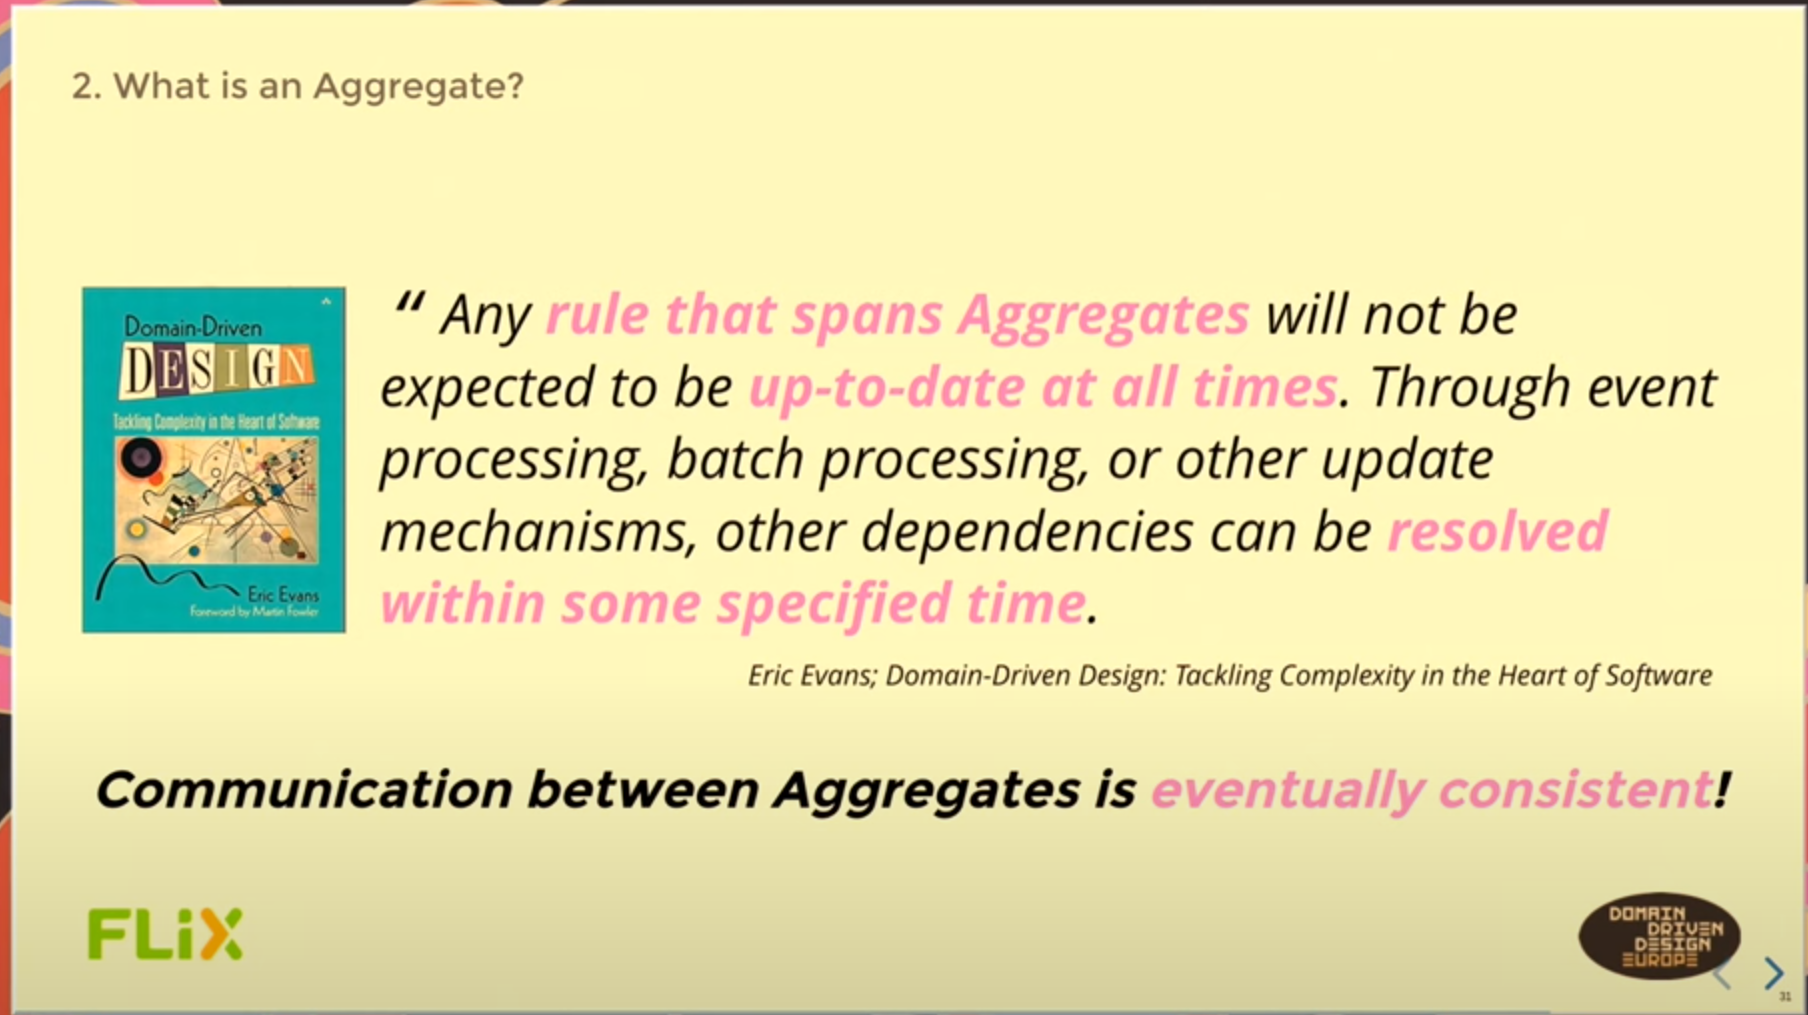 2. What is an Aggregate?
Domain-Driven
DESIGN
Tackling Complexity in the Heart of Software
Eric Evans
Foreword by Martin Fowler
“ Any rule that spans Aggregates will not be
expected to be up-to-date at all times. Through event
processing, batch processing, or other update
mechanisms, other dependencies can be resolved
within some specified time.
Eric Evans; Domain-Driven Design: Tackling Complexity in the Heart of Software
Communication between Aggregates is eventually consistent!
FLiX
DOMAIN
DRIVEN
DESIGN
EUROPE
31